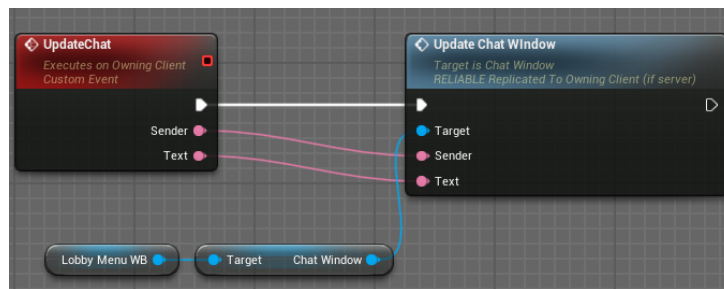 UpdateChat
Executes on Owning Client
Custom Event
Sender
Text
Update Chat WIndow
Target is Chat Window
RELIABLE Replicated To Owning Client (if server)
Target
Sender
Text
Lobby Menu WB
Target
Chat Window